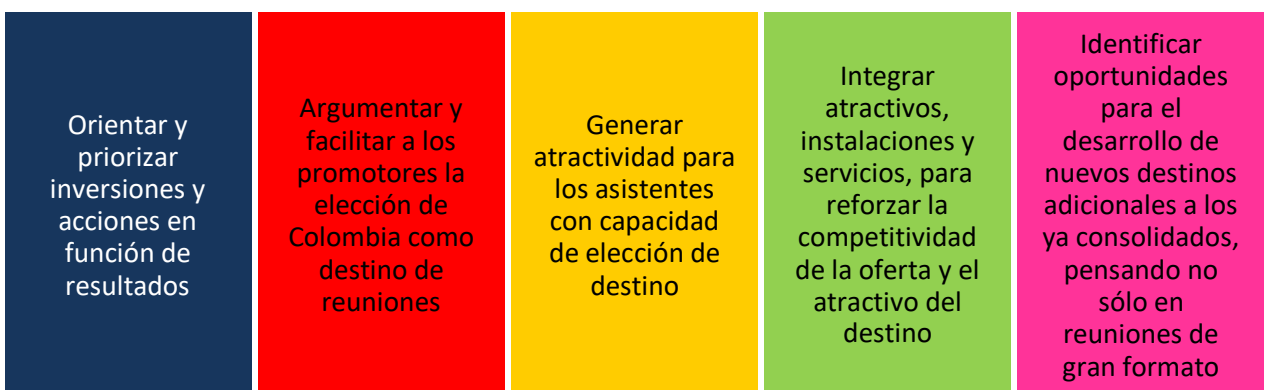 Orientar y
priorizar
inversiones y
acciones en
función de
resultados
Argumentar y
facilitar a los
promotores la
elección de
Colombia como
destino de
reuniones
Generar
atractividad para
los asistentes
con capacidad
de elección de
destino
Integrar
atractivos,
instalaciones y
servicios, para
reforzar la
competitividad
de la oferta y el
atractivo del
destino
Identificar
oportunidades
para el
desarrollo de
nuevos destinos
adicionales a los
ya consolidados,
pensando no
sólo en
reuniones de
gran formato